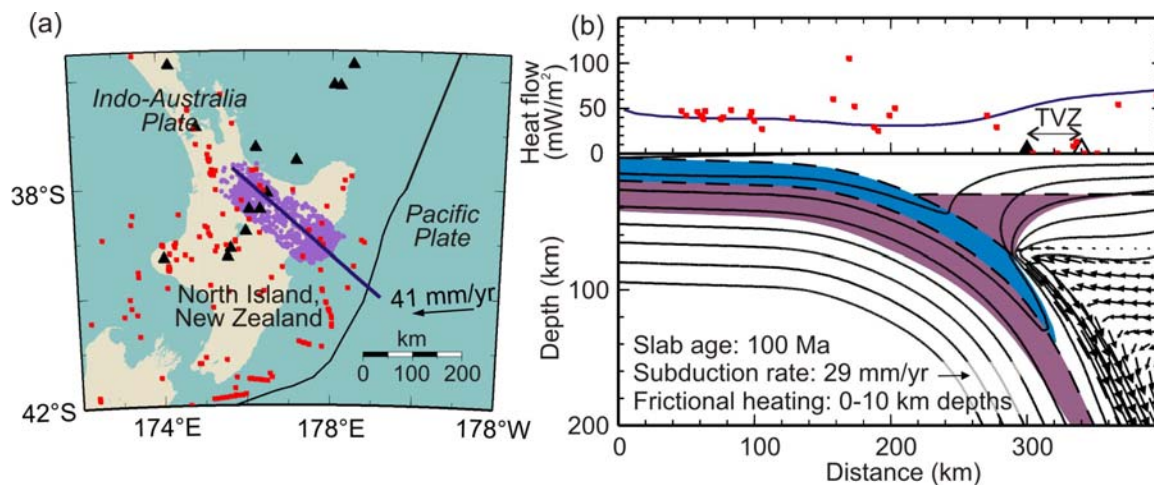 (a)
Indo-Australia
Plate
38°S
Pacific
Plate
North Island,
New Zealand
41 mm/yr
km
0 100 200
42°S
174°E 178°E 178°W
(b)
Heat flow
(mW/m²)
100
50
0
TVZ
Depth (km)
100
200
Slab age: 100 Ma
Subduction rate: 29 mm/yr
Frictional heating: 0-10 km depths
0 100 200 300
Distance (km)